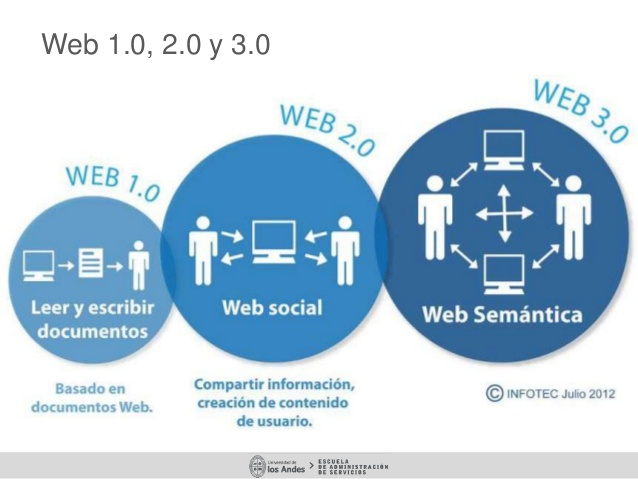 Web 1.0, 2.0 y 3.0
WEB 1.0
Leer y escribir
documentos
Basado en
documentos Web.
WEB 2.0
Web social
Compartir información,
creación de contenido
de usuario.
WEB 3.0
Web Semántica
© INFOTEC Julio 2012
Universidad de
los Andes
ESCUELA
DE ADMINISTRACIÓN
DE SERVICIOS